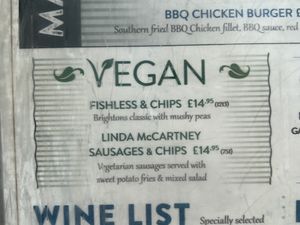 MA
BBQ CHICKEN BURGER £
Southern fried BBQ Chicken fillet, BBQ sauce, red
VEGAN
FISHLESS & CHIPS £14.95
Brightons classic with mushy peas
LINDA McCARTNEY
SAUSAGES & CHIPS £14.95
Vegetarian sausages served with
sweet potato fries & mixed salad
WINE LIST
Specially selected